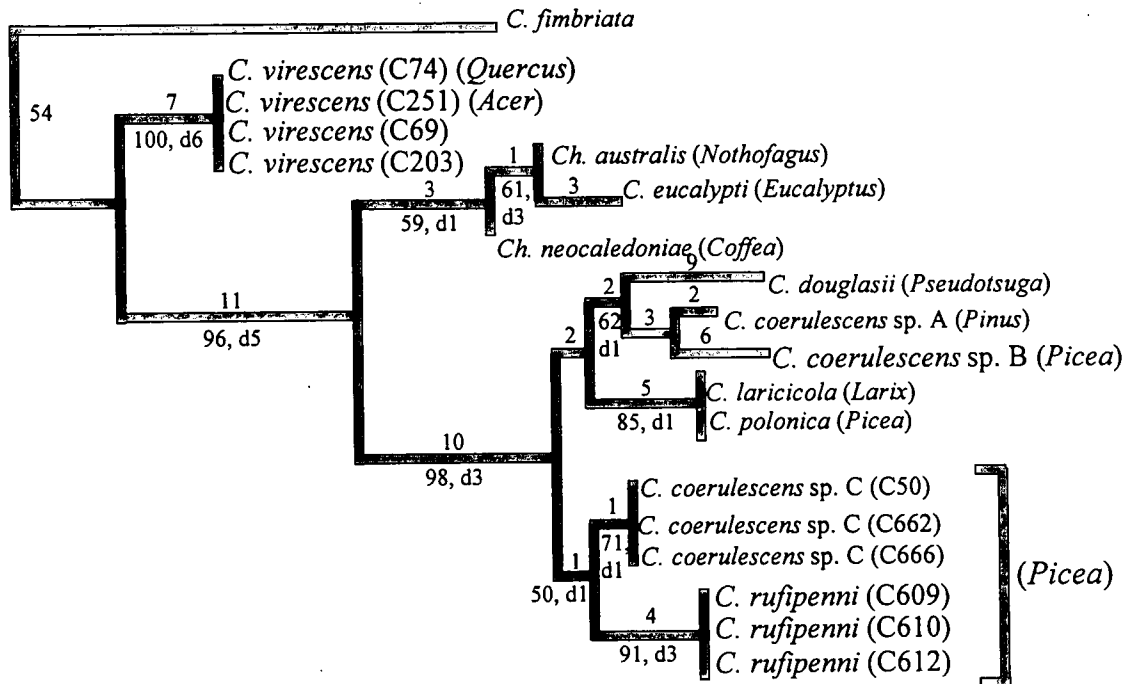 C. fimbriata
54
C. virescens (C74) (Quercus)
7
C. virescens (C251) (Acer)
100, d6
C. virescens (C69)
C. virescens (C203)
1
Ch. australis (Nothofagus)
3
61,
d3
3
C. eucalypti (Eucalyptus)
59, d1
Ch. neocaledoniae (Coffea)
9
C. douglasii (Pseudotsuga)
11
96, d5
2
2
62
d1
3
2
C. coerulescens sp. A (Pinus)
6
C. coerulescens sp. B (Picea)
5
C. laricicola (Larix)
85, d1
C. polonica (Picea)
10
98, d3
C. coerulescens sp. C (C50)
1
C. coerulescens sp. C (C662)
71
d1
C. coerulescens sp. C (C666)
1
50, d1
(Picea)
C. rufipenni (C609)
4
C. rufipenni (C610)
91, d3
C. rufipenni (C612)